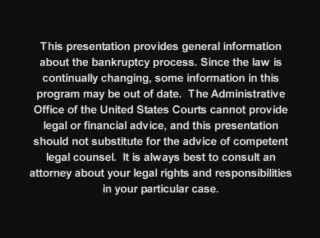 This presentation provides general information
about the bankruptcy process. Since the law is
continually changing, some information in this
program may be out of date.  The Administrative
Office of the United States Courts cannot provide
legal or financial advice, and this presentation
should not substitute for the advice of competent
legal counsel.  It is always best to consult an
attorney about your legal rights and responsibilities
in your particular case.